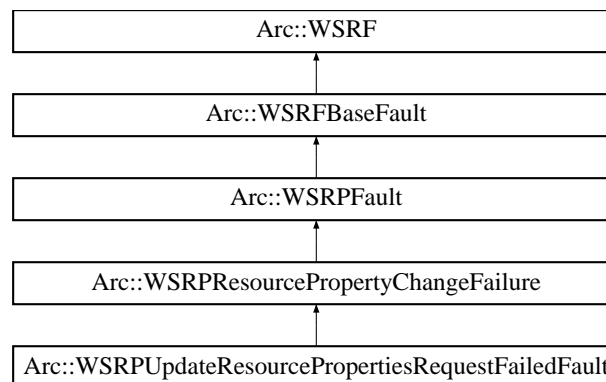 Arc::WSRF
Arc::WSRFBaseFault
Arc::WSRPFault
Arc::WSRPResourcePropertyChangeFailure
Arc::WSRPUpdateResourcePropertiesRequestFailedFault